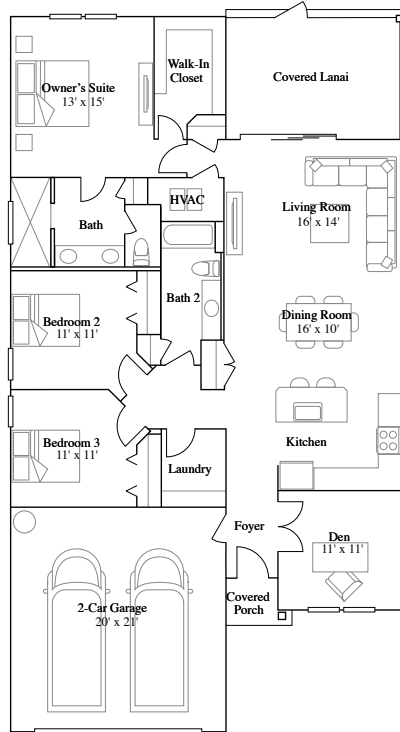 Walk-In
Closet
Covered Lanai
Owner's Suite
13' x 15'
HVAC
Living Room
16' x 14'
Bath
Bath 2
Bedroom 2
11' x 11'
Dining Room
16' x 10'
Bedroom 3
11' x 11'
Laundry
Kitchen
Foyer
Den
11' x 11'
2-Car Garage
20' x 21'
Covered
Porch